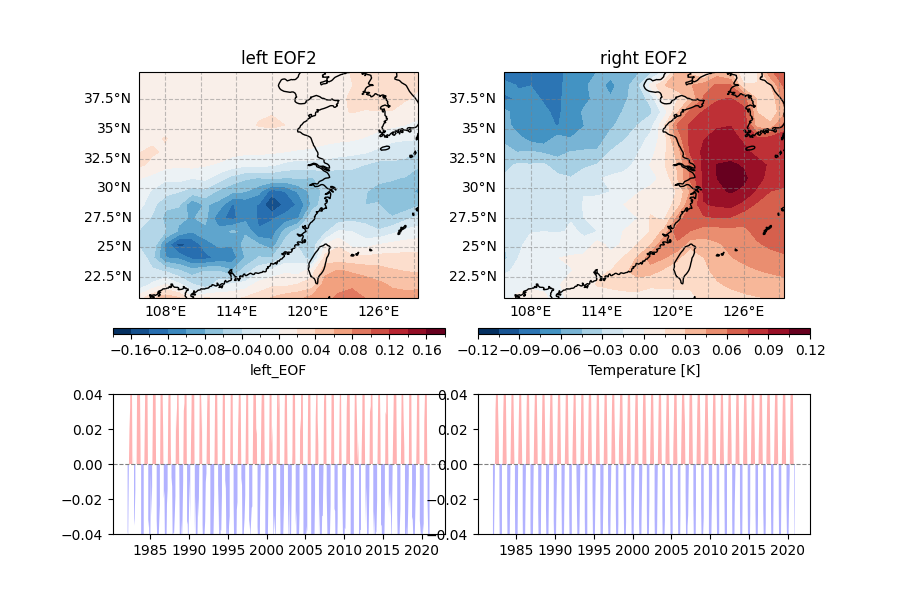 left EOF2
right EOF2
37.5°N
35°N
32.5°N
30°N
27.5°N
25°N
22.5°N
108°E 114°E 120°E 126°E
37.5°N
35°N
32.5°N
30°N
27.5°N
25°N
22.5°N
108°E 114°E 120°E 126°E
−0.16 −0.12 −0.08 −0.04 0.00 0.04 0.08 0.12 0.16
left_EOF
−0.12 −0.09 −0.06 −0.03 0.00 0.03 0.06 0.09 0.12
Temperature [K]
0.04
0.02
0.00
−0.02
−0.04
1985 1990 1995 2000 2005 2010 2015 2020
0.04
0.02
0.00
−0.02
−0.04
1985 1990 1995 2000 2005 2010 2015 2020